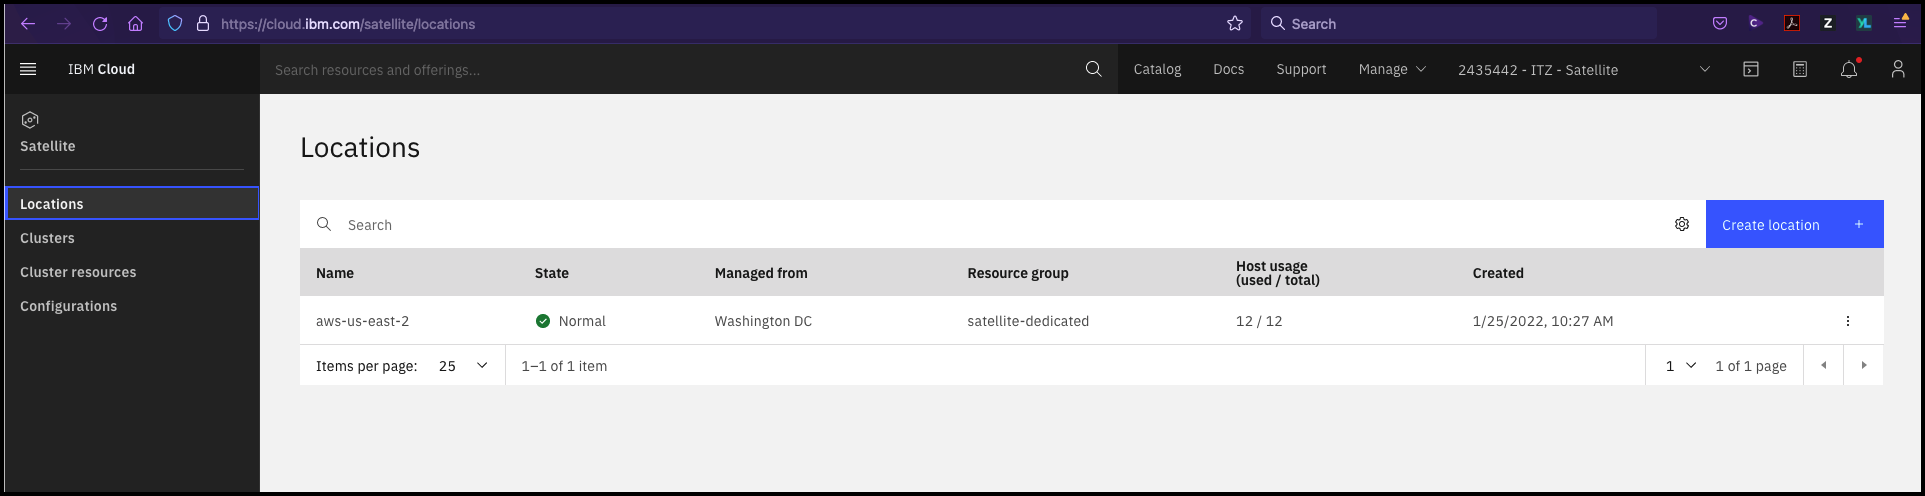 https://cloud.ibm.com/satellite/locations
Search
IBM Cloud
Search resources and offerings...
Catalog
Docs
Support
Manage
2435442 - ITZ - Satellite
Satellite
Locations
Clusters
Cluster resources
Configurations
Locations
Search
Create location +
Name State Managed from Resource group Host usage (used / total) Created
aws-us-east-2 Normal Washington DC satellite-dedicated 12 / 12 1/25/2022, 10:27 AM
Items per page: 25 1–1 of 1 item 1 1 of 1 page